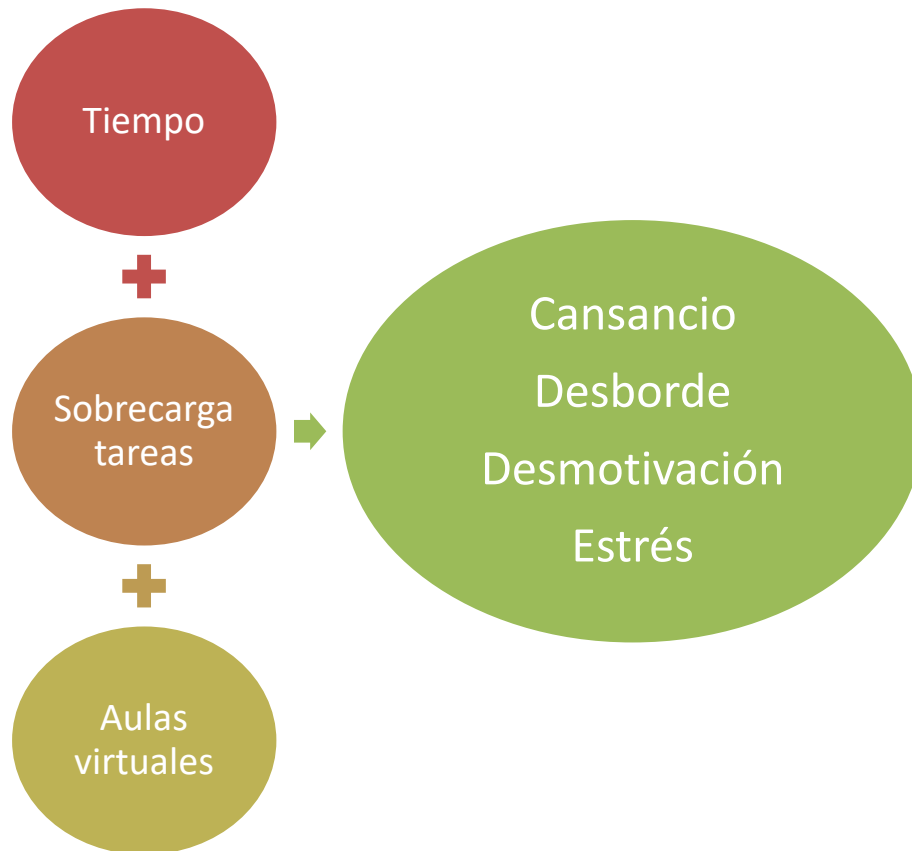 Tiempo
Sobrecarga
tareas
Aulas
virtuales
Cansancio
Desborde
Desmotivación
Estrés